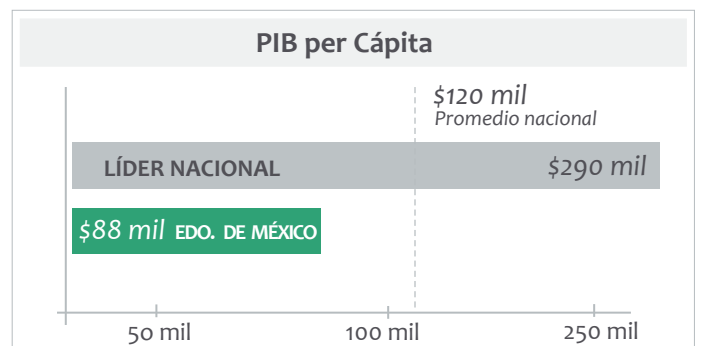 PIB per Cápita
$120 mil
Promedio nacional
LÍDER NACIONAL $290 mil
$88 mil EDO. DE MÉXICO
50 mil 100 mil 250 mil